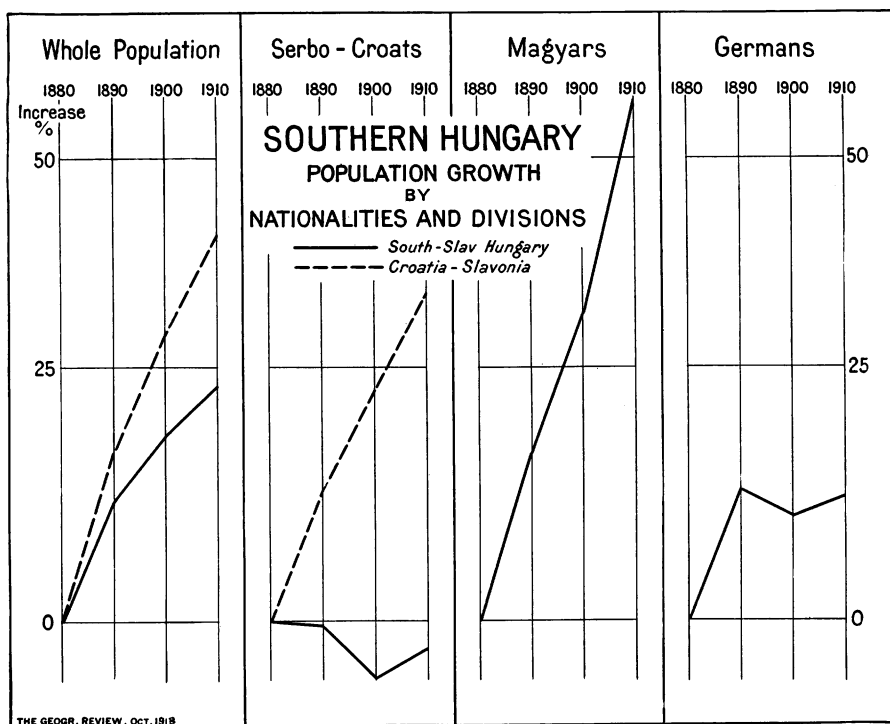 Whole Population
Serbo-Croats
Magyars
Germans
1880 1890 1900 1910
1880 1890 1900 1910
1880 1890 1900 1910
1880 1890 1900 1910
Increase
%
SOUTHERN HUNGARY
POPULATION GROWTH
BY
NATIONALITIES AND DIVISIONS
South-Slav Hungary
Croatia-Slavonia
50
50
25
25
0
0
THE GEOGR. REVIEW, OCT. 1918